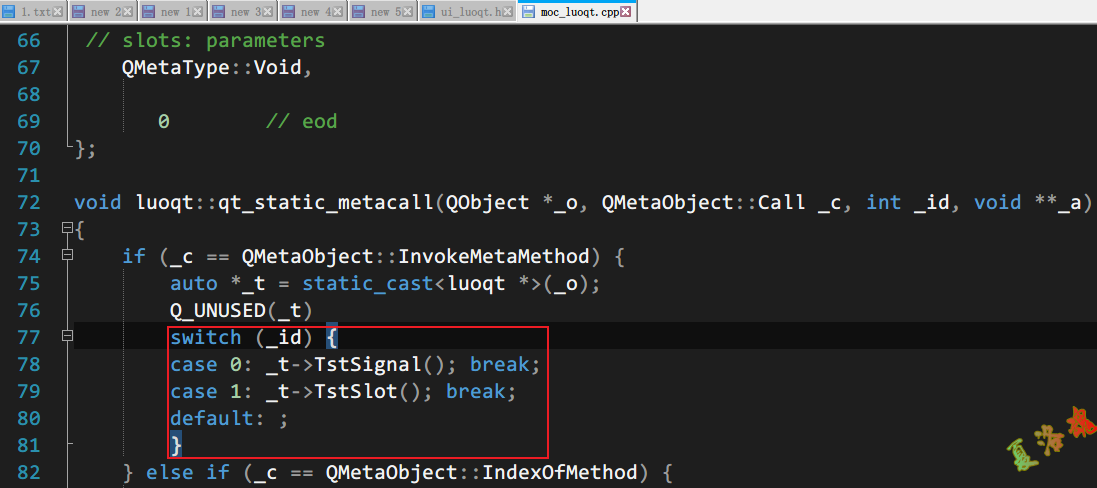 1.txt new 2 new 1 new 3 new 4 new 5 ui_luoqt.h moc_luoqt.cpp
66 // slots: parameters
67 QMetaType::Void,
68
69 0 // eod
70 };
71
72 void luoqt::qt_static_metacall(QObject *_o, QMetaObject::Call _c, int _id, void **_a)
73 {
74 if (_c == QMetaObject::InvokeMetaMethod) {
75 auto *_t = static_cast<luoqt *>(_o);
76 Q_UNUSED(_t)
77 switch (_id) {
78 case 0: _t->TstSignal(); break;
79 case 1: _t->TstSlot(); break;
80 default: ;
81 }
82 } else if (_c == QMetaObject::IndexOfMethod) {